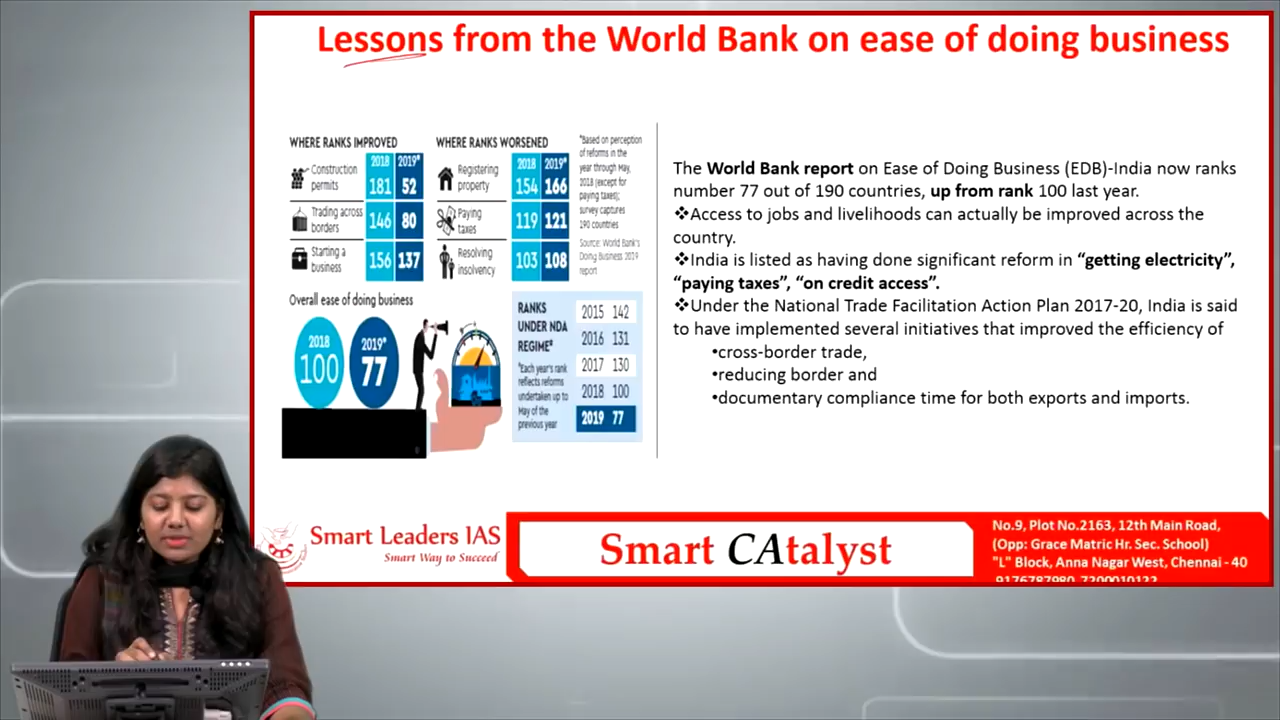 Lessons from the World Bank on ease of doing business
WHERE RANKS IMPROVED
2018 2019*
Construction permits 181 52
Trading across borders 146 80
Starting a business 156 137
WHERE RANKS WORSENED
2018 2019*
Registering property 154 166
Paying taxes 119 121
Resolving insolvency 103 108
*Based on perception
of reforms in the
year through May,
2018 (except for
paying taxes);
survey captures
190 countries
Source: World Bank's
Doing Business 2019
report
Overall ease of doing business
2018
100
2019*
77
RANKS
UNDER NDA
REGIME#
#Each year's rank
reflects reforms
undertaken up to
May of the
previous year
2015 142
2016 131
2017 130
2018 100
2019 77
The World Bank report on Ease of Doing Business (EDB)-India now ranks
number 77 out of 190 countries, up from rank 100 last year.
❖Access to jobs and livelihoods can actually be improved across the
country.
❖India is listed as having done significant reform in “getting electricity”,
“paying taxes”, “on credit access”.
❖Under the National Trade Facilitation Action Plan 2017-20, India is said
to have implemented several initiatives that improved the efficiency of
•cross-border trade,
•reducing border and
•documentary compliance time for both exports and imports.
Smart Leaders IAS
Smart Way to Succeed
Smart CAtalyst
No.9, Plot No.2163, 12th Main Road,
(Opp: Grace Matric Hr. Sec. School)
"L" Block, Anna Nagar West, Chennai - 40
9176787980, 7200010122